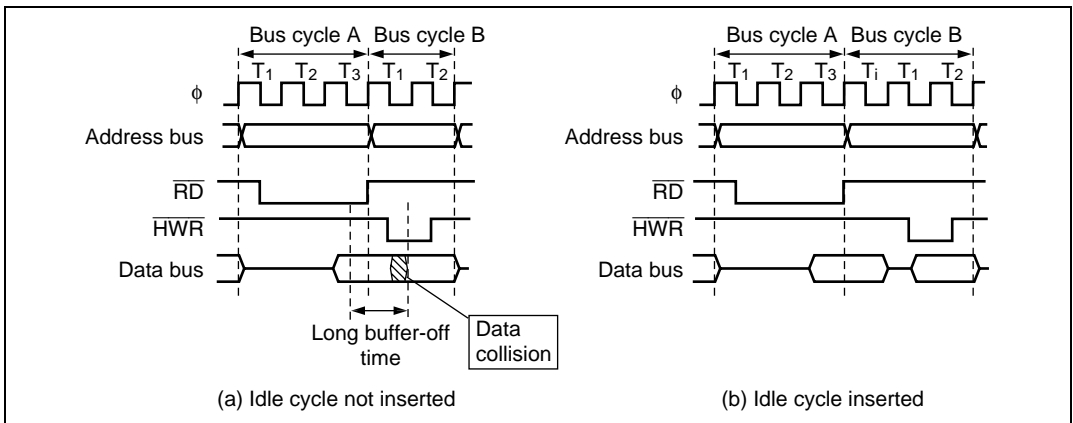 Bus cycle A Bus cycle B
T1 T2 T3 T1 T2
φ
Address bus
RD
HWR
Data bus
Long buffer-off
time
Data
collision
(a) Idle cycle not inserted
Bus cycle A Bus cycle B
T1 T2 T3 Ti T1 T2
φ
Address bus
RD
HWR
Data bus
(b) Idle cycle inserted